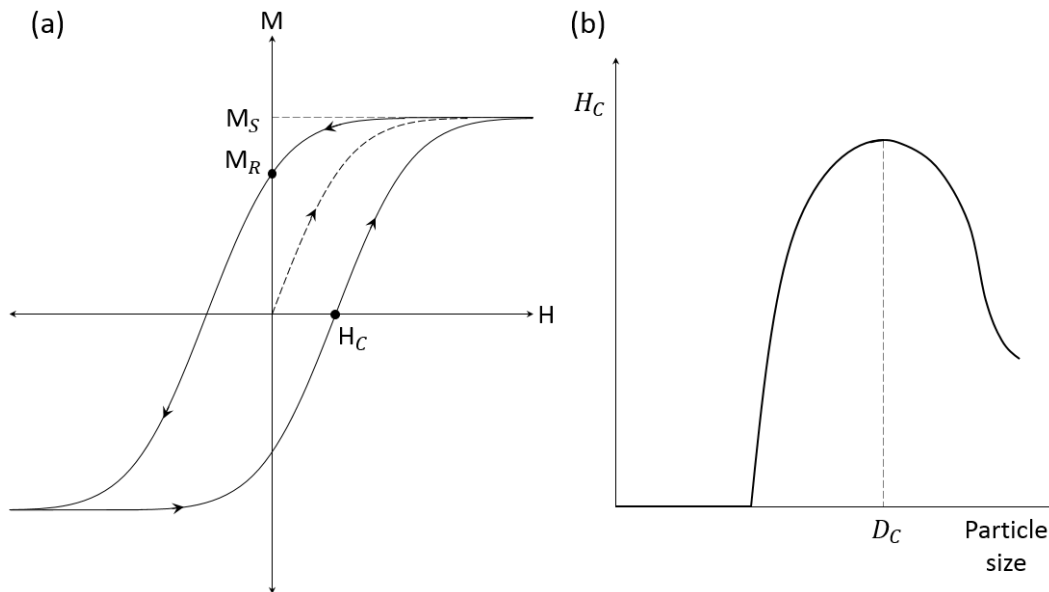 (a)
M
M_S
M_R
H
H_C
(b)
H_C
D_C
Particle
size